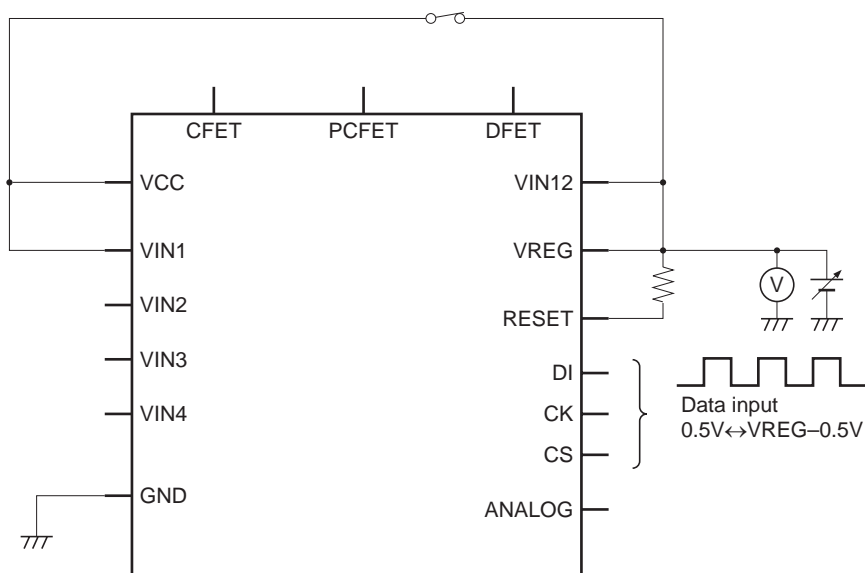 CFET
PCFET
DFET
VCC
VIN12
VIN1
VREG
V
VIN2
RESET
VIN3
DI
VIN4
CK
Data input
0.5V↔VREG–0.5V
CS
GND
ANALOG